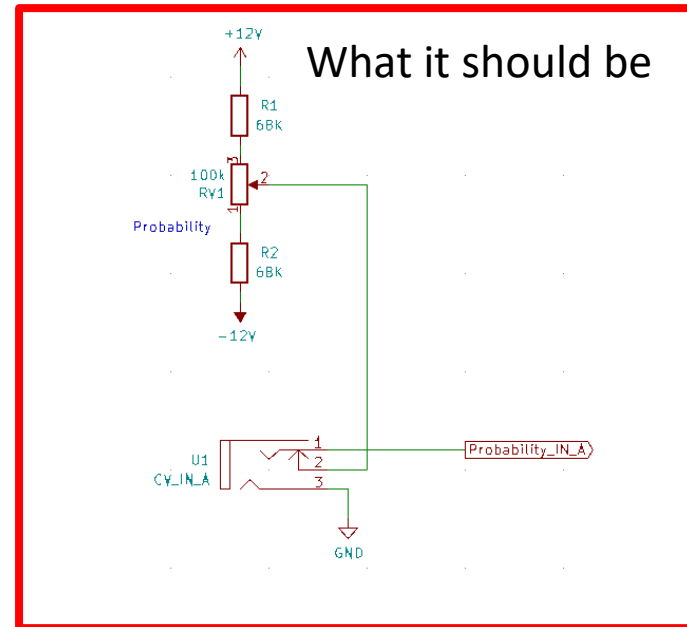 +12V
What it should be
R1
68K
3
100k
2
RV1
1
Probability
R2
68K
-12V
1
U1
Probability_IN_A
2
CV_IN_A
3
GND